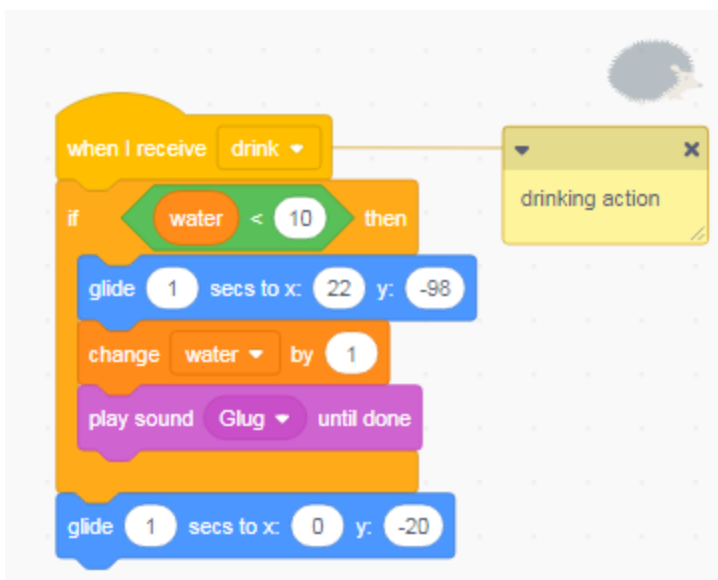 when I receive drink
drinking action
if water < 10 then
glide 1 secs to x: 22 y: -98
change water by 1
play sound Glug until done
glide 1 secs to x: 0 y: -20